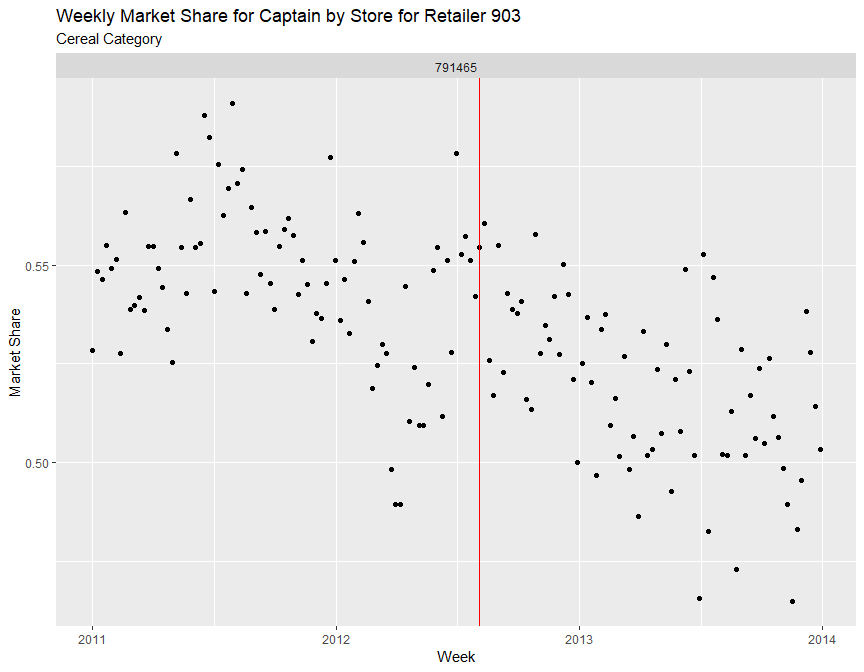 Weekly Market Share for Captain by Store for Retailer 903
Cereal Category
791465
0.55
0.50
Market Share
2011 2012 2013 2014
Week